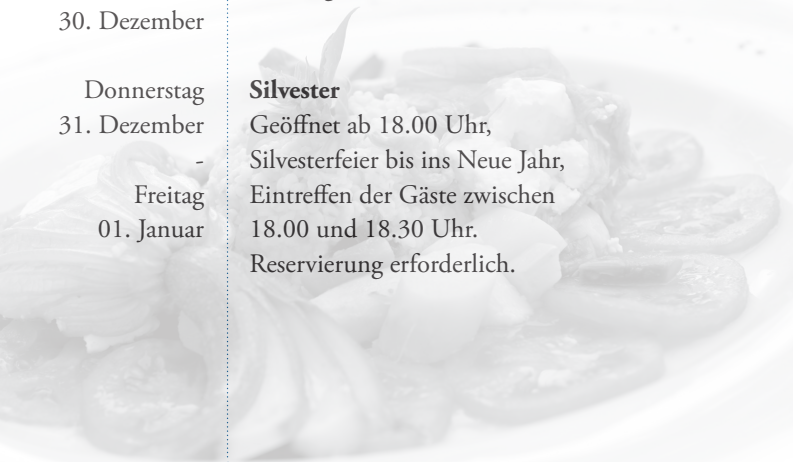 30. Dezember
Donnerstag
31. Dezember
-
Freitag
01. Januar
Silvester
Geöffnet ab 18.00 Uhr,
Silvesterfeier bis ins Neue Jahr,
Eintreffen der Gäste zwischen
18.00 und 18.30 Uhr.
Reservierung erforderlich.